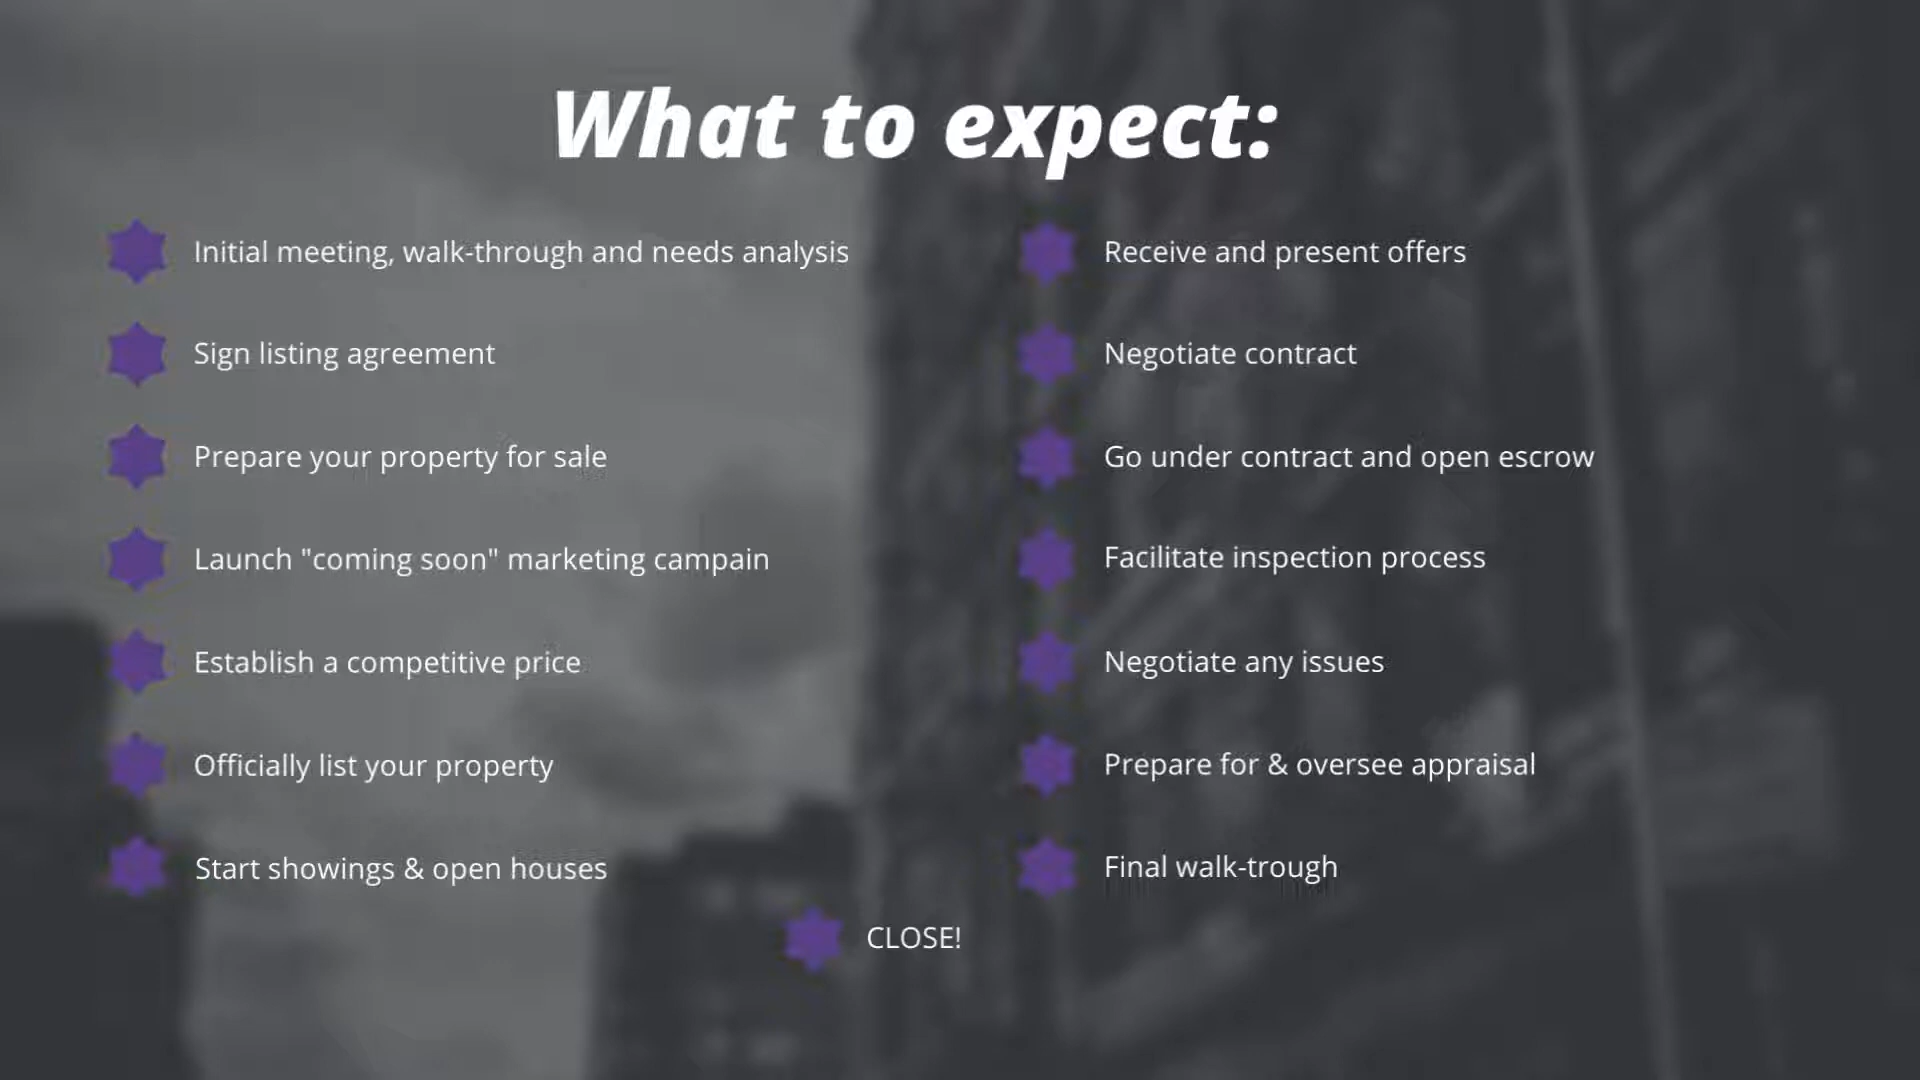 What to expect:
Initial meeting, walk-through and needs analysis
Sign listing agreement
Prepare your property for sale
Launch "coming soon" marketing campain
Establish a competitive price
Officially list your property
Start showings & open houses
Receive and present offers
Negotiate contract
Go under contract and open escrow
Facilitate inspection process
Negotiate any issues
Prepare for & oversee appraisal
Final walk-trough
CLOSE!